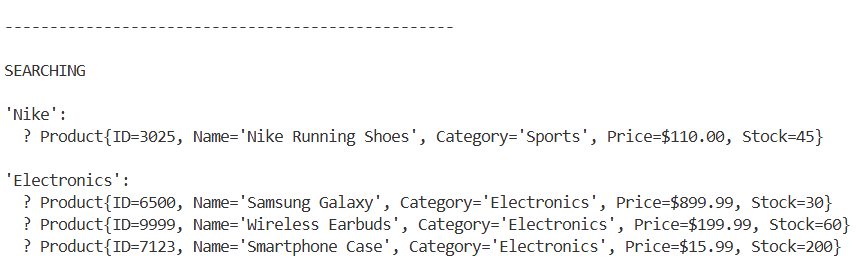 --------------------------------------------------
SEARCHING
'Nike':
? Product{ID=3025, Name='Nike Running Shoes', Category='Sports', Price=$110.00, Stock=45}
'Electronics':
? Product{ID=6500, Name='Samsung Galaxy', Category='Electronics', Price=$899.99, Stock=30}
? Product{ID=9999, Name='Wireless Earbuds', Category='Electronics', Price=$199.99, Stock=60}
? Product{ID=7123, Name='Smartphone Case', Category='Electronics', Price=$15.99, Stock=200}